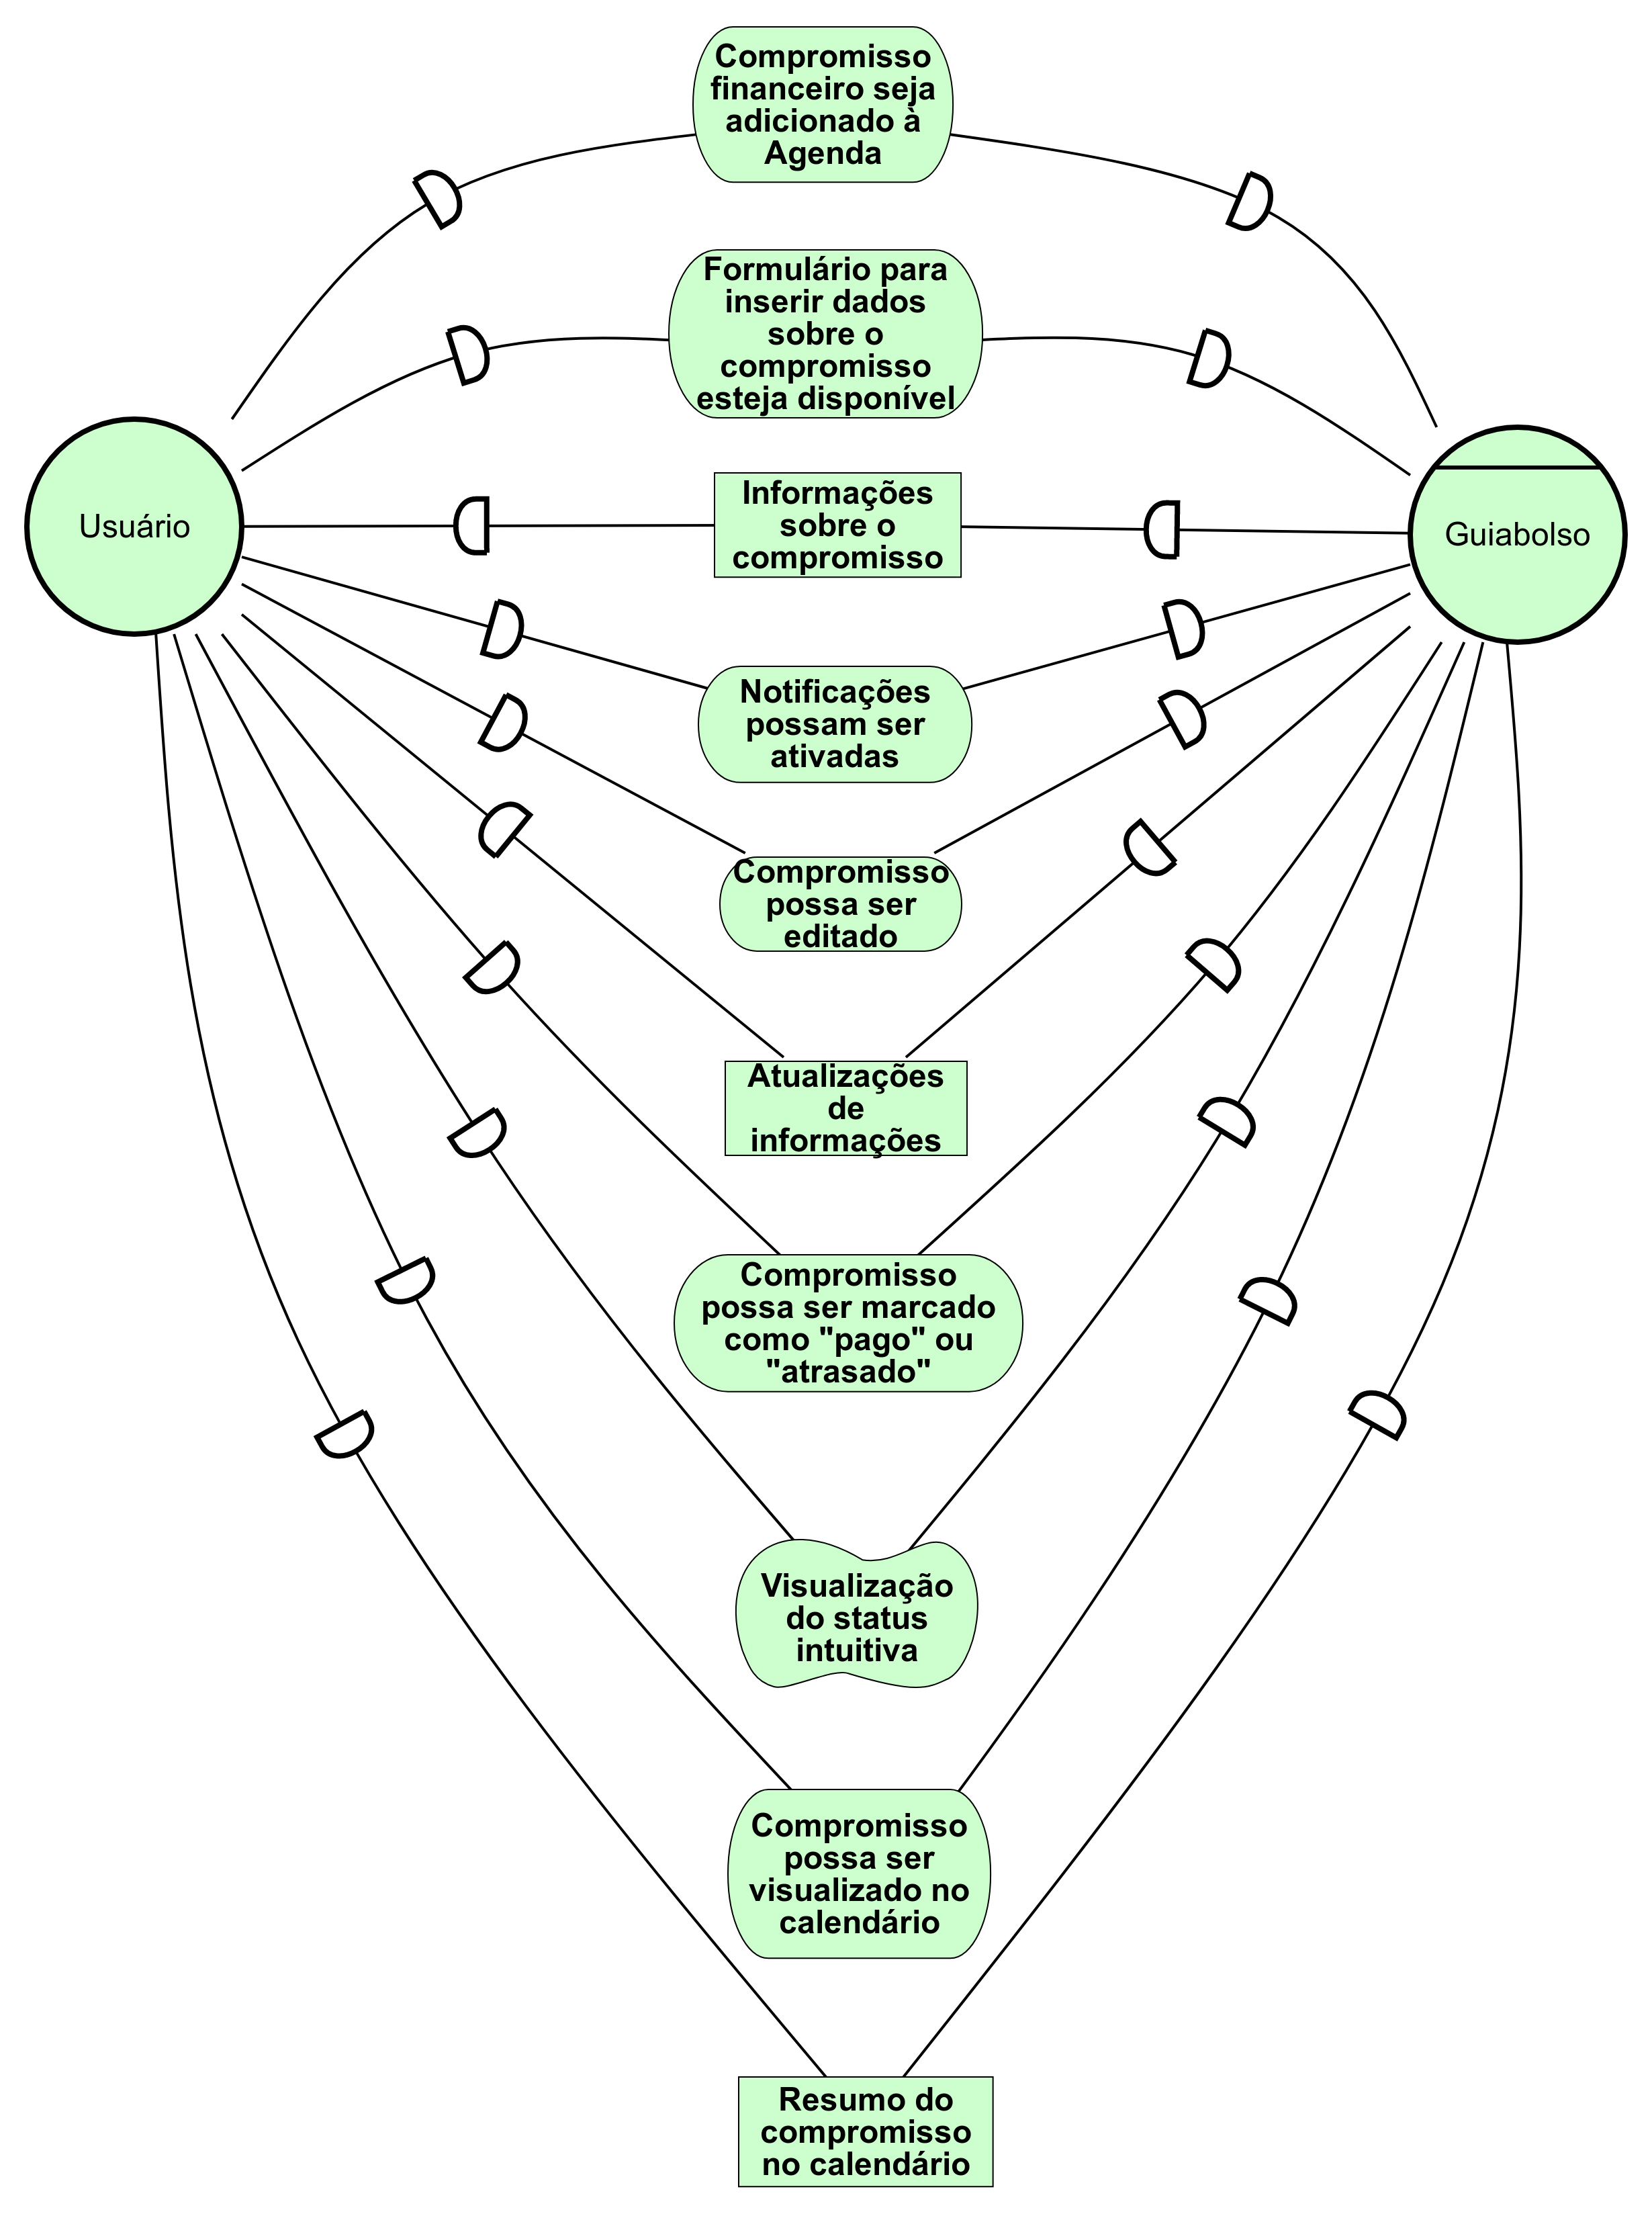 Compromisso
financeiro seja
adicionado à
Agenda
Formulário para
inserir dados
sobre o
compromisso
esteja disponível
Usuário
Informações
sobre o
compromisso
Guiabolso
Notificações
possam ser
ativadas
Compromisso
possa ser
editado
Atualizações
de
informações
Compromisso
possa ser marcado
como "pago" ou
"atrasado"
Visualização
do status
intuitiva
Compromisso
possa ser
visualizado no
calendário
Resumo do
compromisso
no calendário